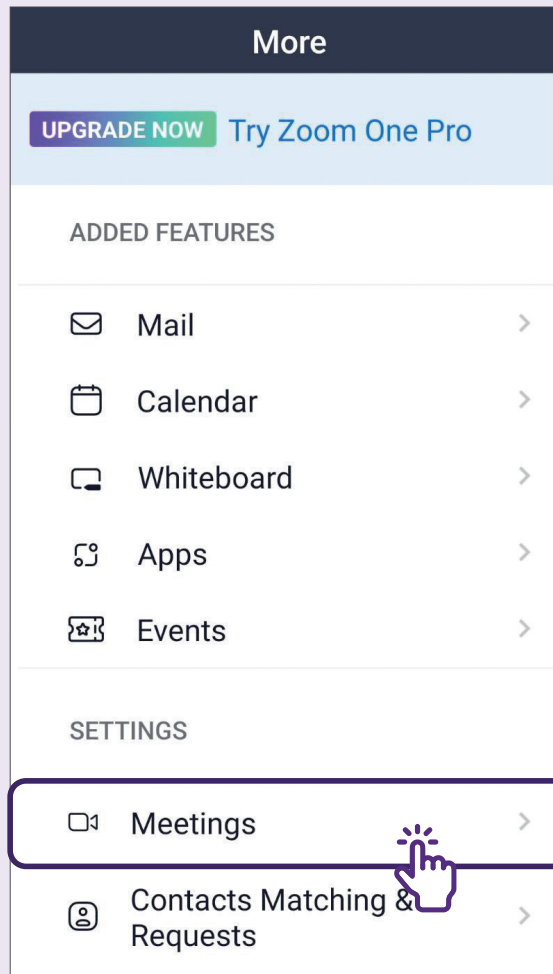 More
UPGRADE NOW Try Zoom One Pro
ADDED FEATURES
Mail
Calendar
Whiteboard
Apps
Events
SETTINGS
Meetings
Contacts Matching &
Requests